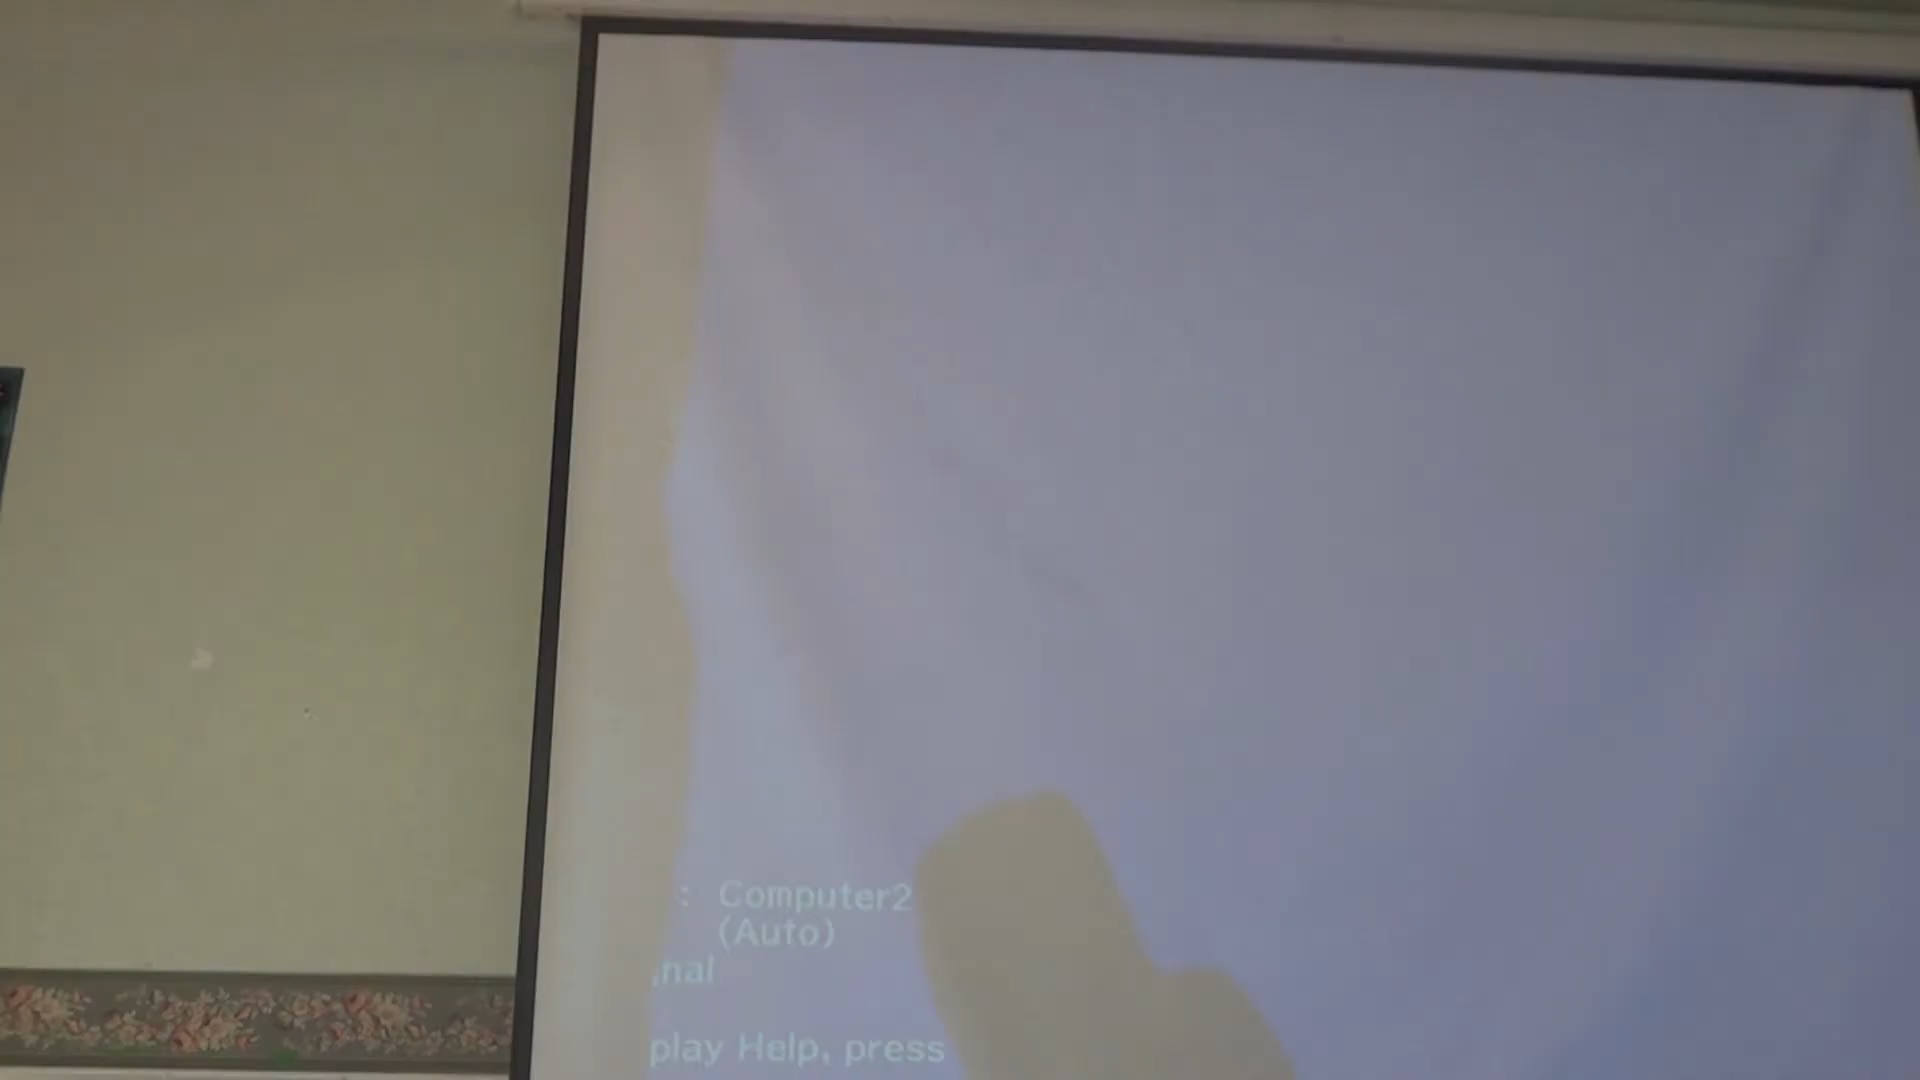 : Computer2
(Auto)
nal
play Help, press